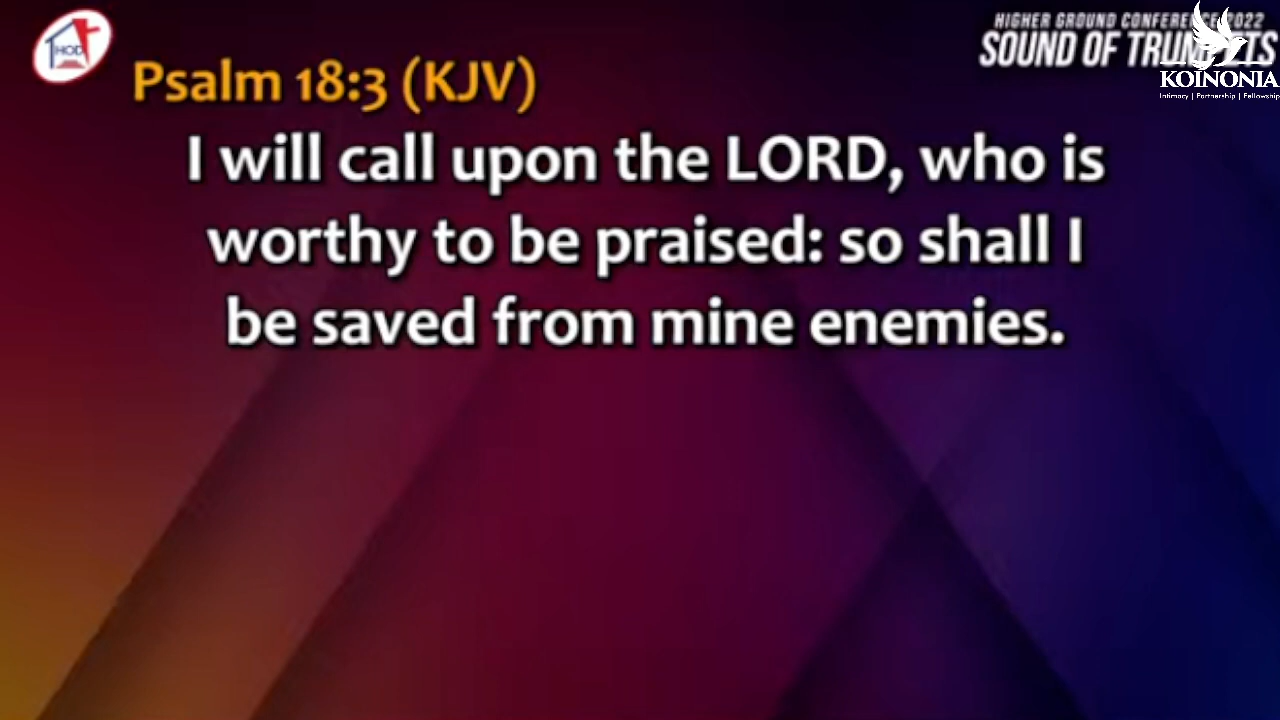 HOD
HIGHER GROUND CONFERENCE 2022
SOUND OF TRUMPETS
KOINONIA
Intimacy | Partnership | Fellowship
Psalm 18:3 (KJV)
I will call upon the LORD, who is
worthy to be praised: so shall I
be saved from mine enemies.